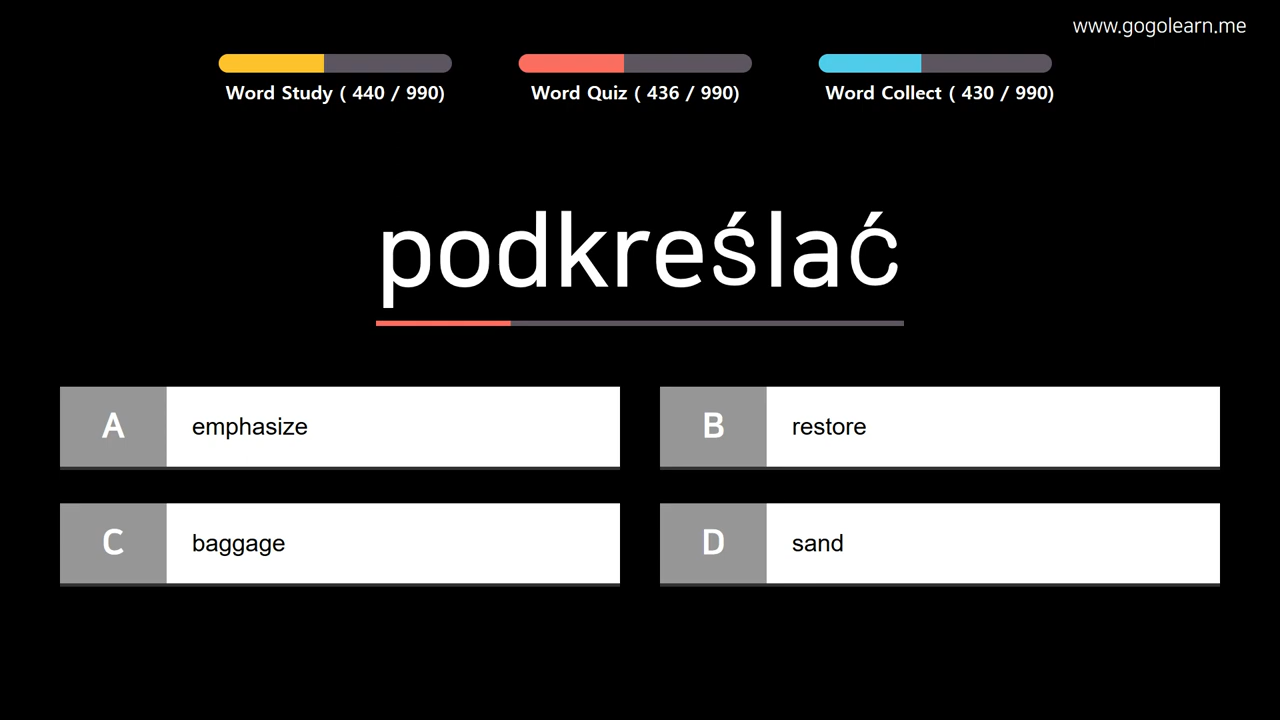 www.gogolearn.me
Word Study ( 440 / 990)
Word Quiz ( 436 / 990)
Word Collect ( 430 / 990)
podkreślać
A
emphasize
B
restore
C
baggage
D
sand